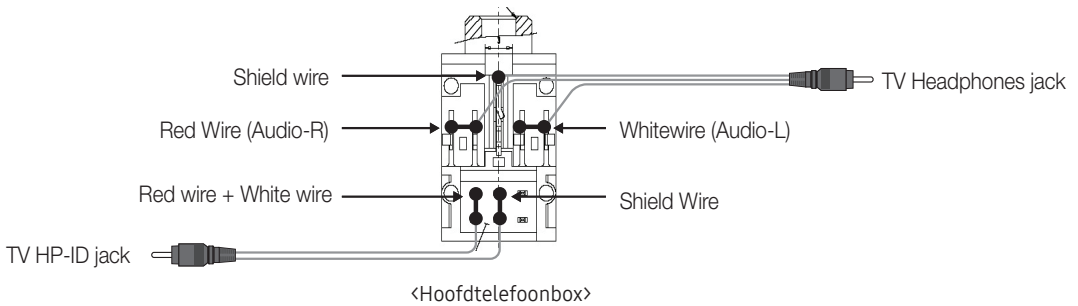 Shield wire
TV Headphones jack
Red Wire (Audio-R)
Whitewire (Audio-L)
Red wire + White wire
Shield Wire
TV HP-ID jack
<Hoofdtelefoonbox>